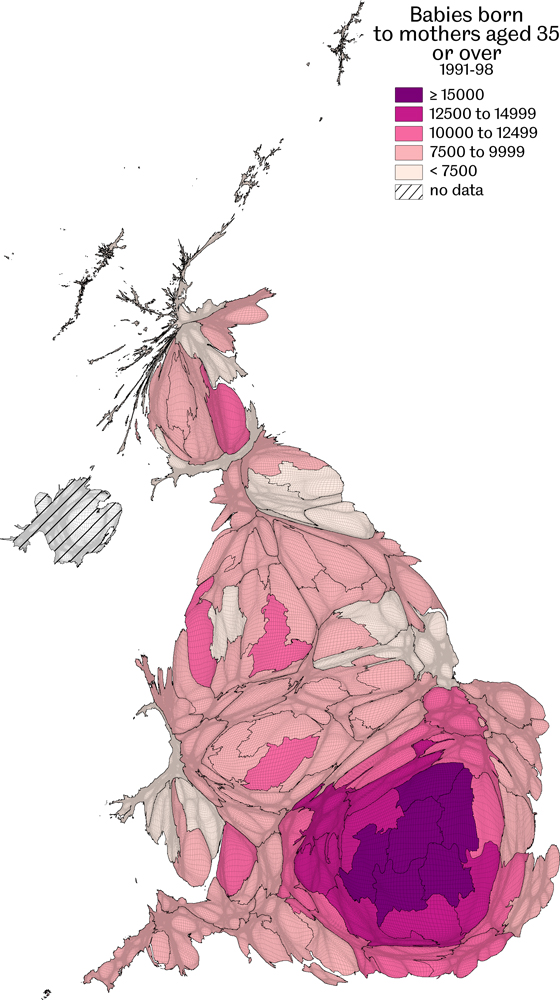 Babies born
to mothers aged 35
or over
1991-98
≥ 15000
12500 to 14999
10000 to 12499
7500 to 9999
< 7500
no data